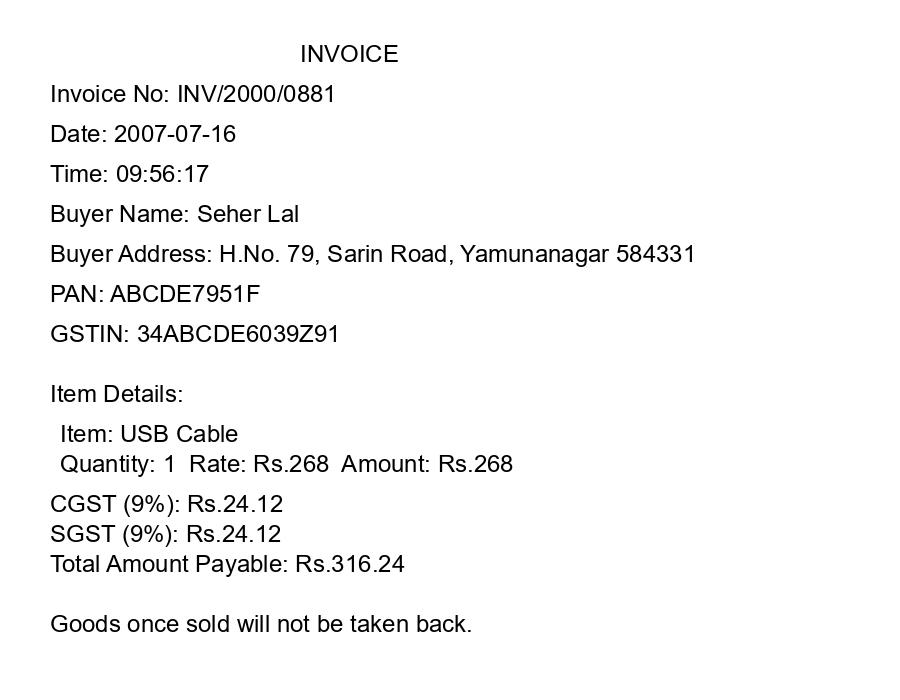 INVOICE
Invoice No: INV/2000/0881
Date: 2007-07-16
Time: 09:56:17
Buyer Name: Seher Lal
Buyer Address: H.No. 79, Sarin Road, Yamunanagar 584331
PAN: ABCDE7951F
GSTIN: 34ABCDE6039Z91
Item Details:
Item: USB Cable
Quantity: 1  Rate: Rs.268  Amount: Rs.268
CGST (9%): Rs.24.12
SGST (9%): Rs.24.12
Total Amount Payable: Rs.316.24
Goods once sold will not be taken back.